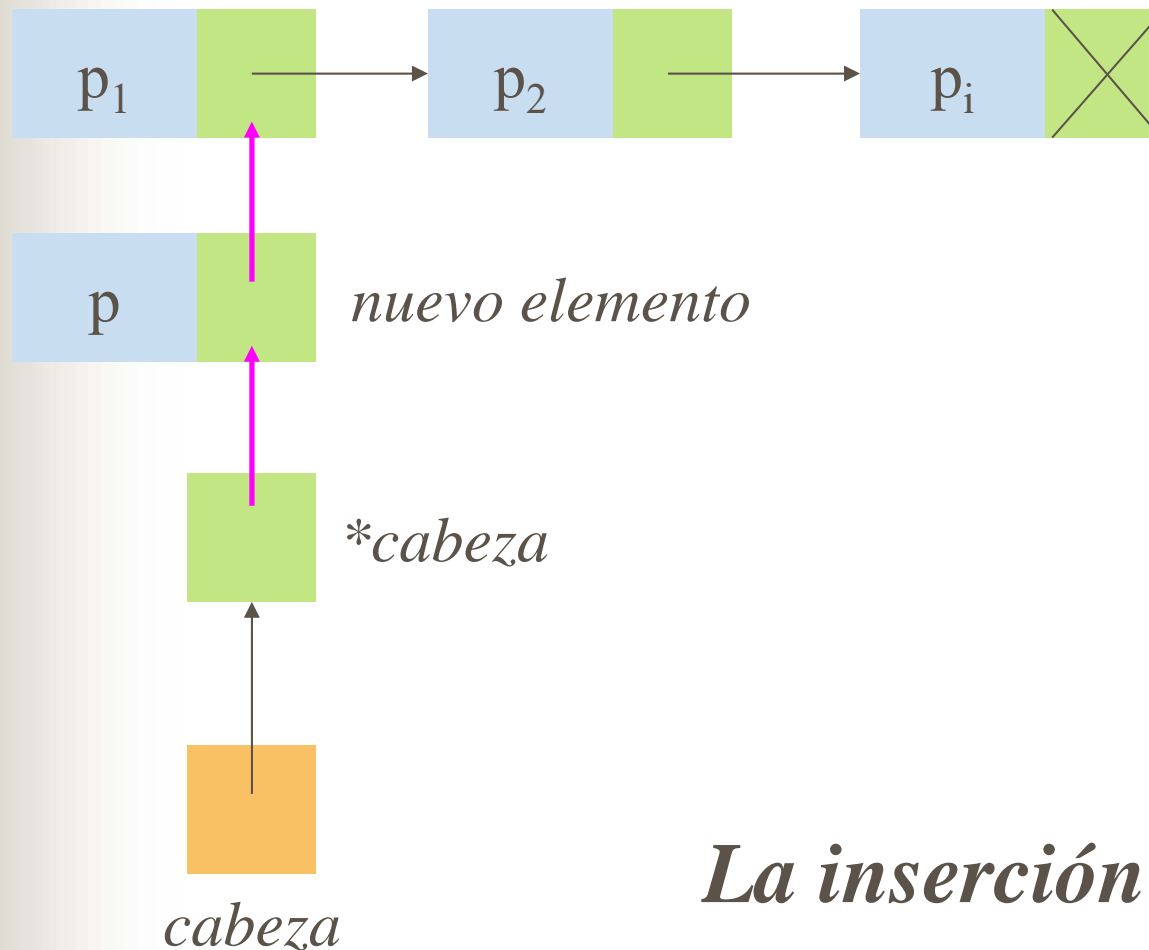 p₁ p₂ pᵢ
p nuevo elemento
*cabeza
cabeza
La inserción